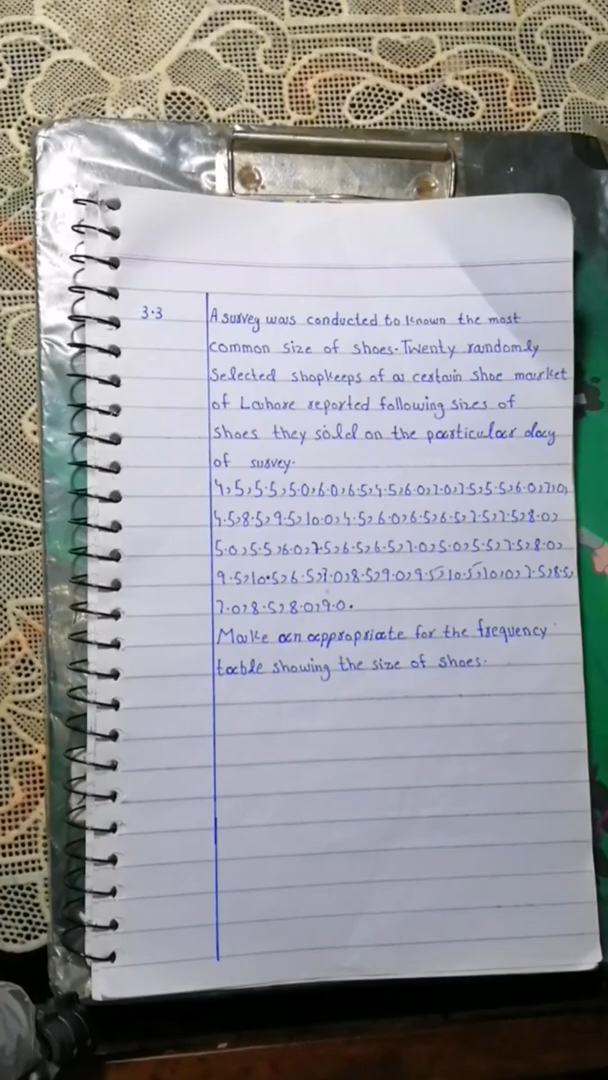 3.3 A survey was conducted to known the most
common size of shoes. Twenty randomly
Selected shopkeeps of a certain shoe market
of Lahore reported following sizes of
shoes they sold on the particular day
of survey.
4,5,5.5,5.0,6.0,6.5,4.5,6.0,7.0,7.5,5.5,6.0,7.0,
4.5,8.5,9.5,10.0,4.5,6.0,6.5,6.5,7.5,7.5,8.0,
5.0,5.5,6.0,7.5,6.5,6.5,7.0,5.0,5.5,7.5,8.0,
9.5,10.5,6.5,7.0,8.5,9.0,9.5,10.5,10.0,7.5,8.5,
7.0,8.5,8.0,9.0.
Make an appropriate for the frequency
table showing the size of shoes.